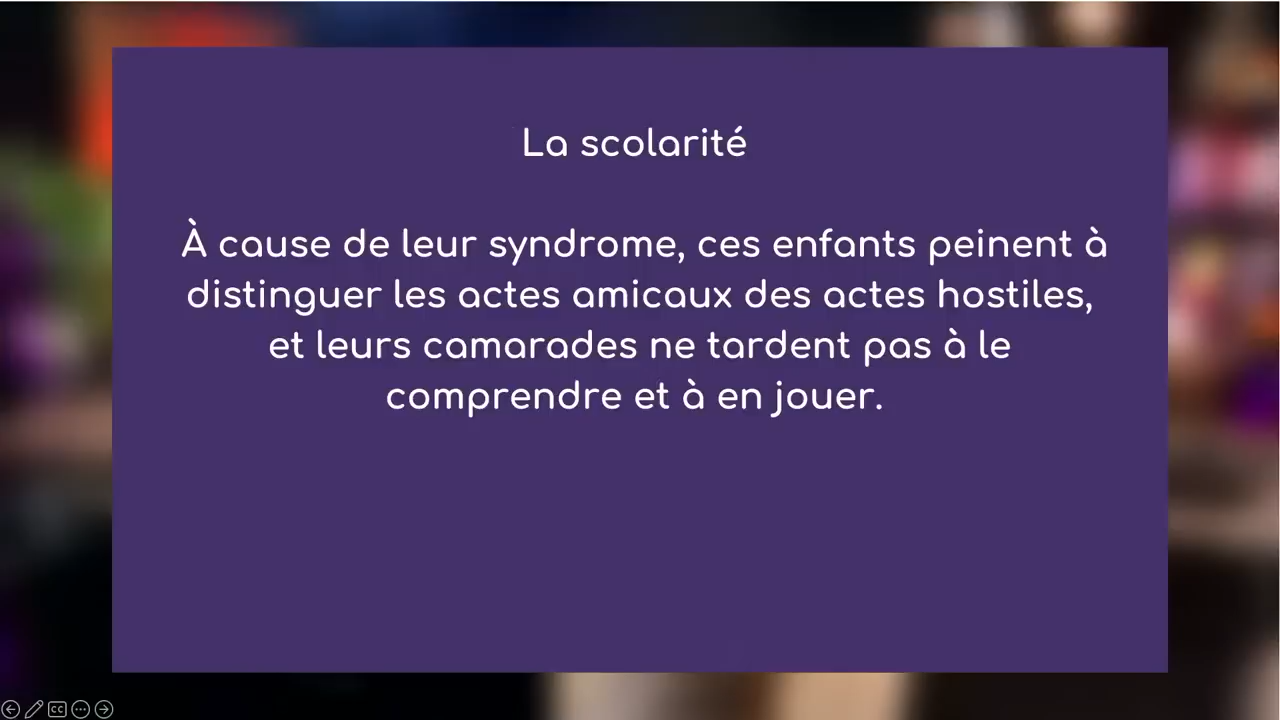 La scolarité
À cause de leur syndrome, ces enfants peinent à
distinguer les actes amicaux des actes hostiles,
et leurs camarades ne tardent pas à le
comprendre et à en jouer.
CC